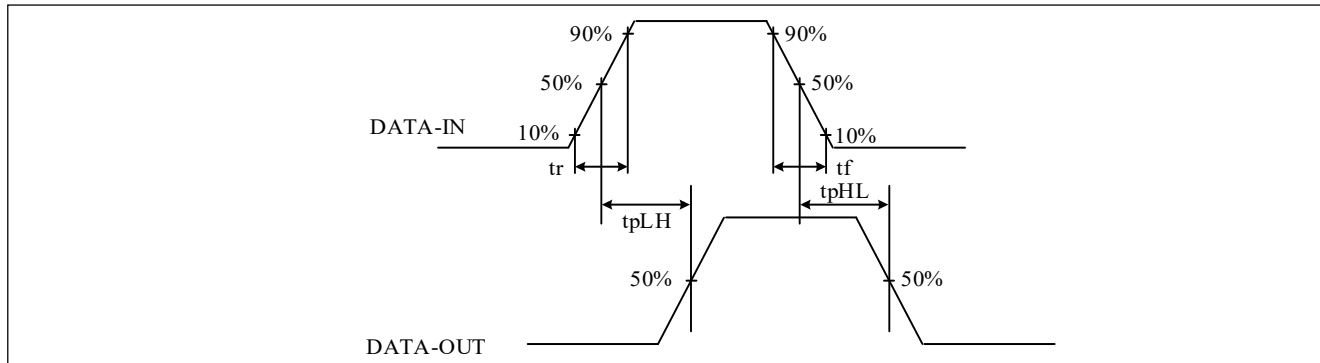 90% 90%
50% 50%
DATA-IN 10% 10%
tr tf
tpLH tpHL
50% 50%
DATA-OUT